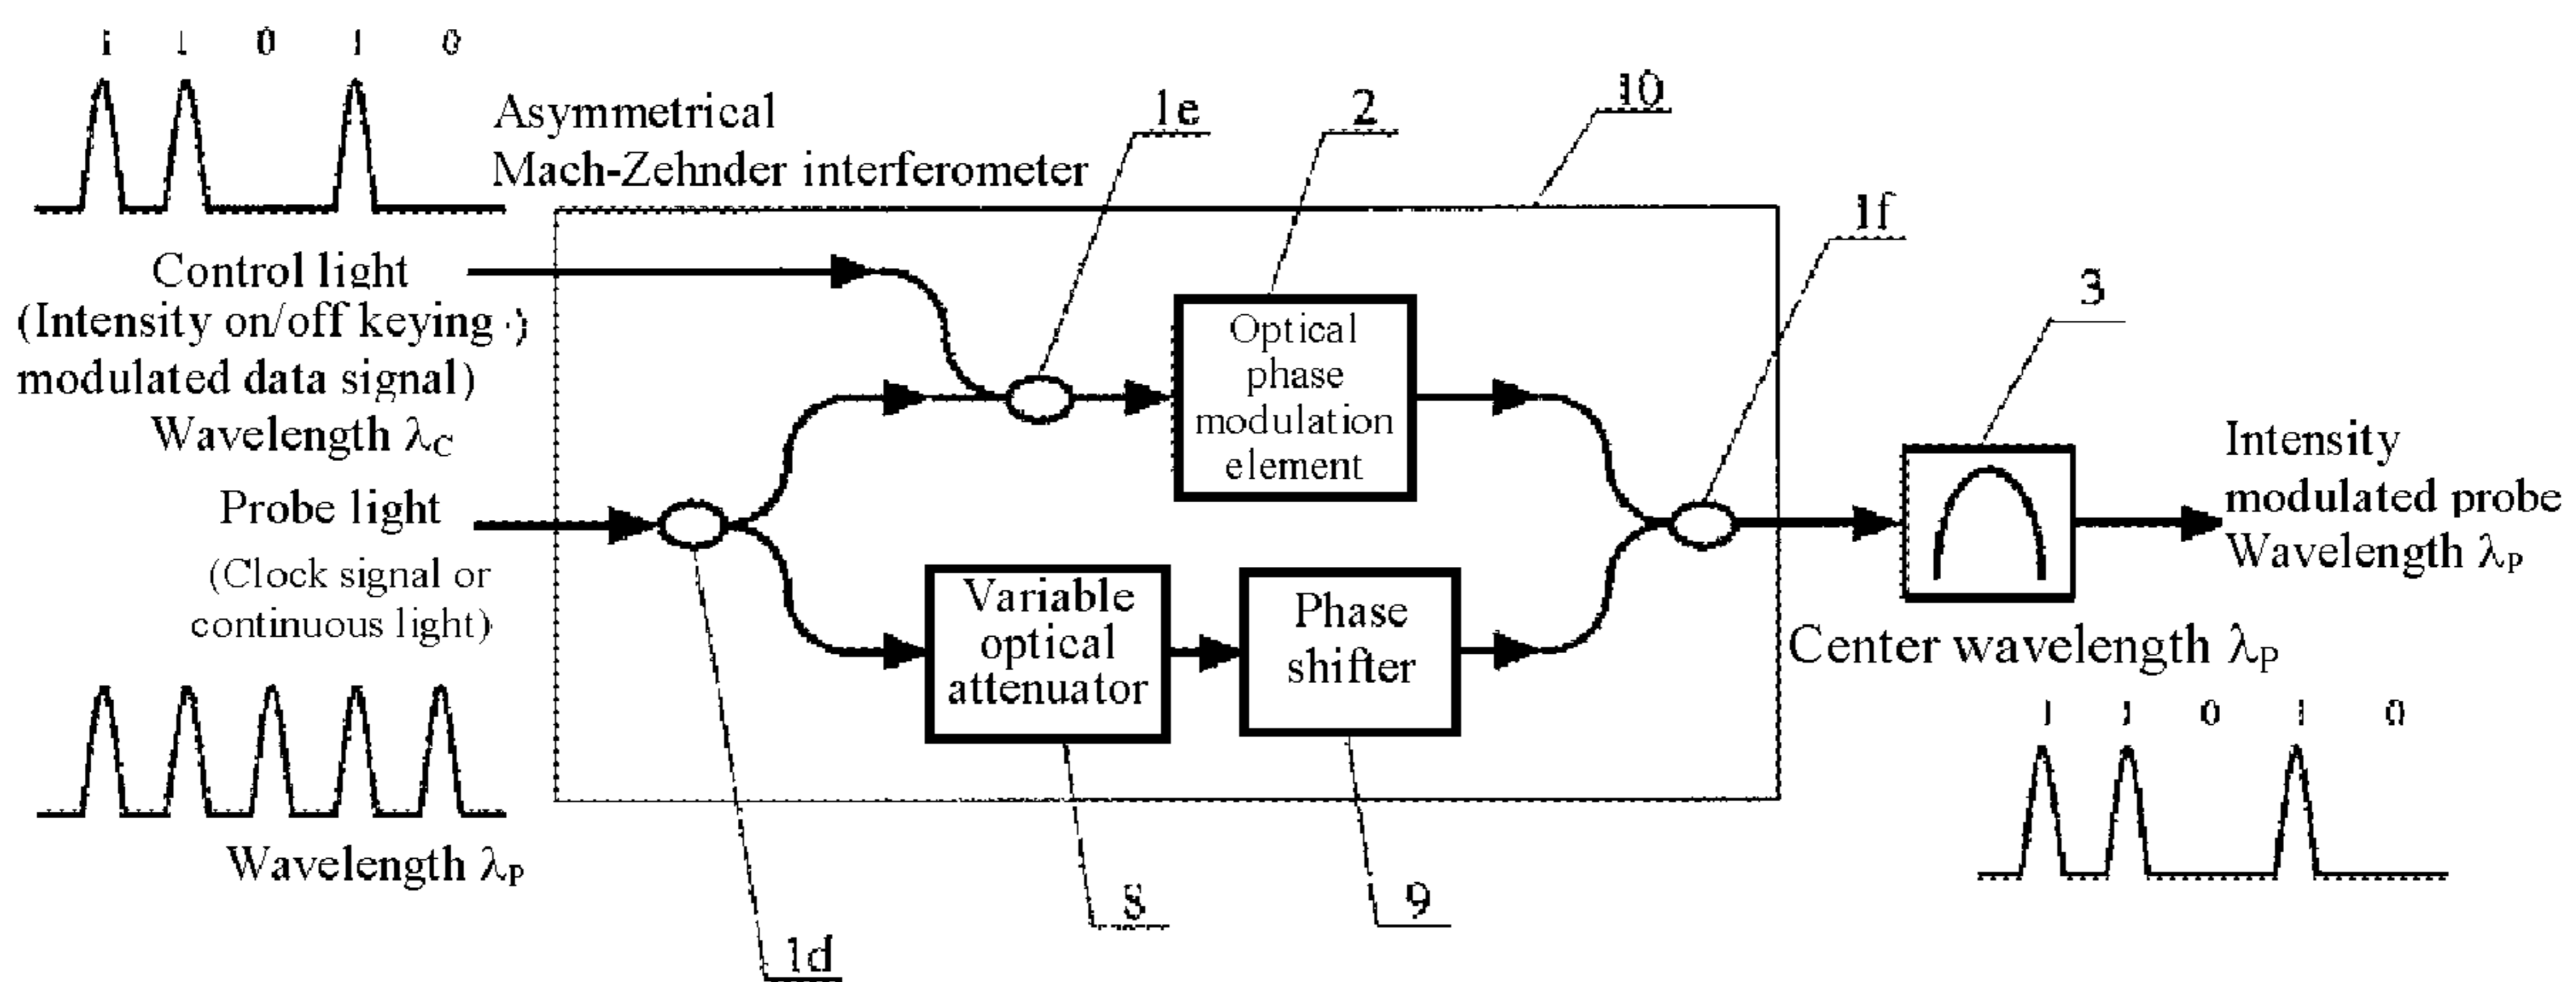 1 1 0 1 0
Asymmetrical
Mach-Zehnder interferometer
1e
2
10
1f
3
Control light
(Intensity on/off keying ·)
modulated data signal)
Wavelength λC
Probe light
(Clock signal or
continuous light)
Wavelength λP
Optical
phase
modulation
element
Variable
optical
attenuator
Phase
shifter
Intensity
modulated probe
Wavelength λP
Center wavelength λP
1 1 0 1 0
8
9
1d